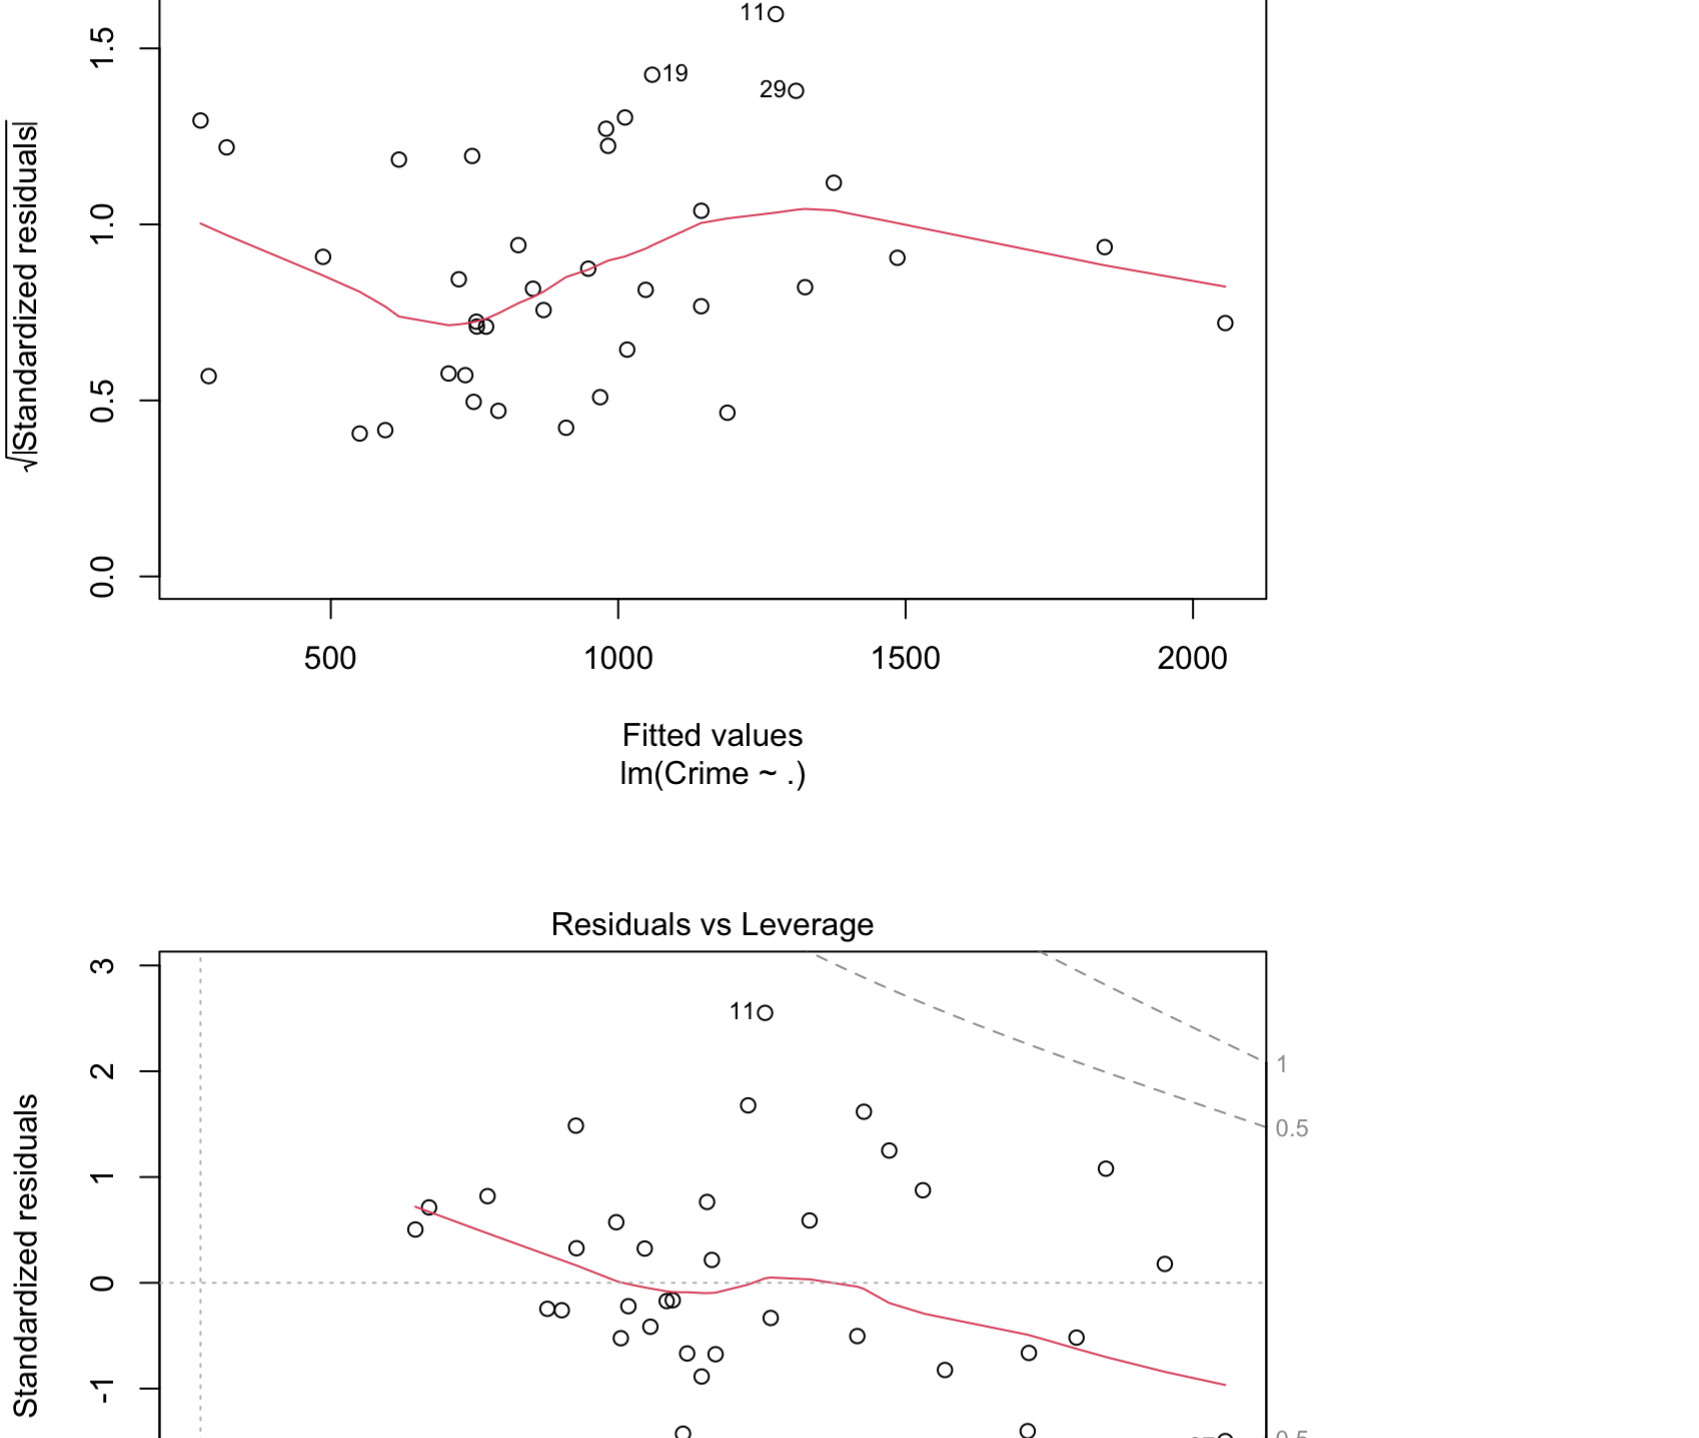 11
1.5
19
29
1.0
0.5
0.0
√|Standardized residuals|
500 1000 1500 2000
Fitted values
lm(Crime ~ .)
Residuals vs Leverage
3
11
2
1
1
0.5
0
-1
Standardized residuals